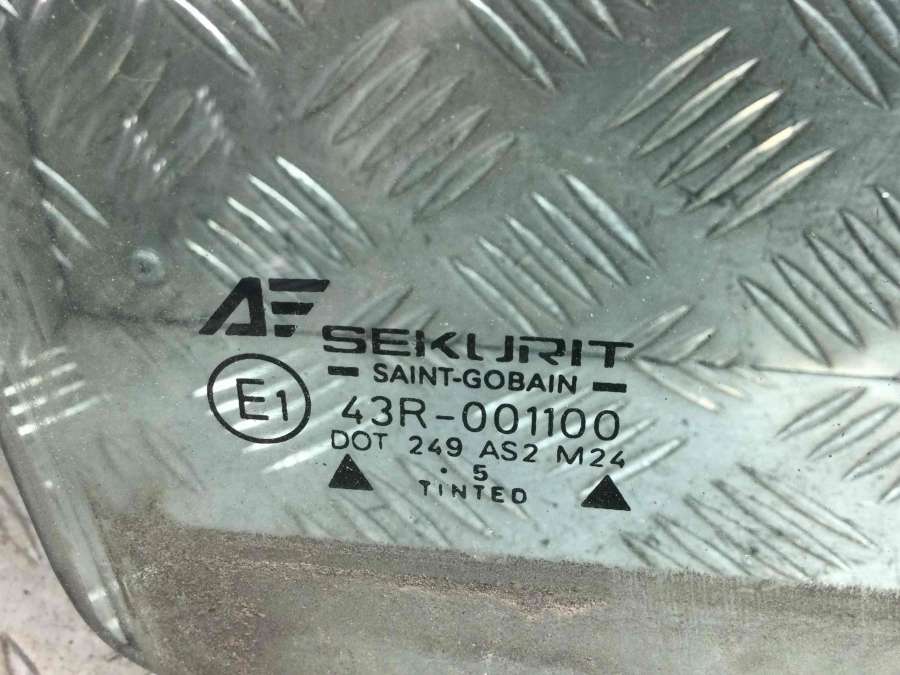 AF
SEKURIT
SAINT-GOBAIN
E1
43R-001100
DOT 249 AS2 M24
. 5
TINTED